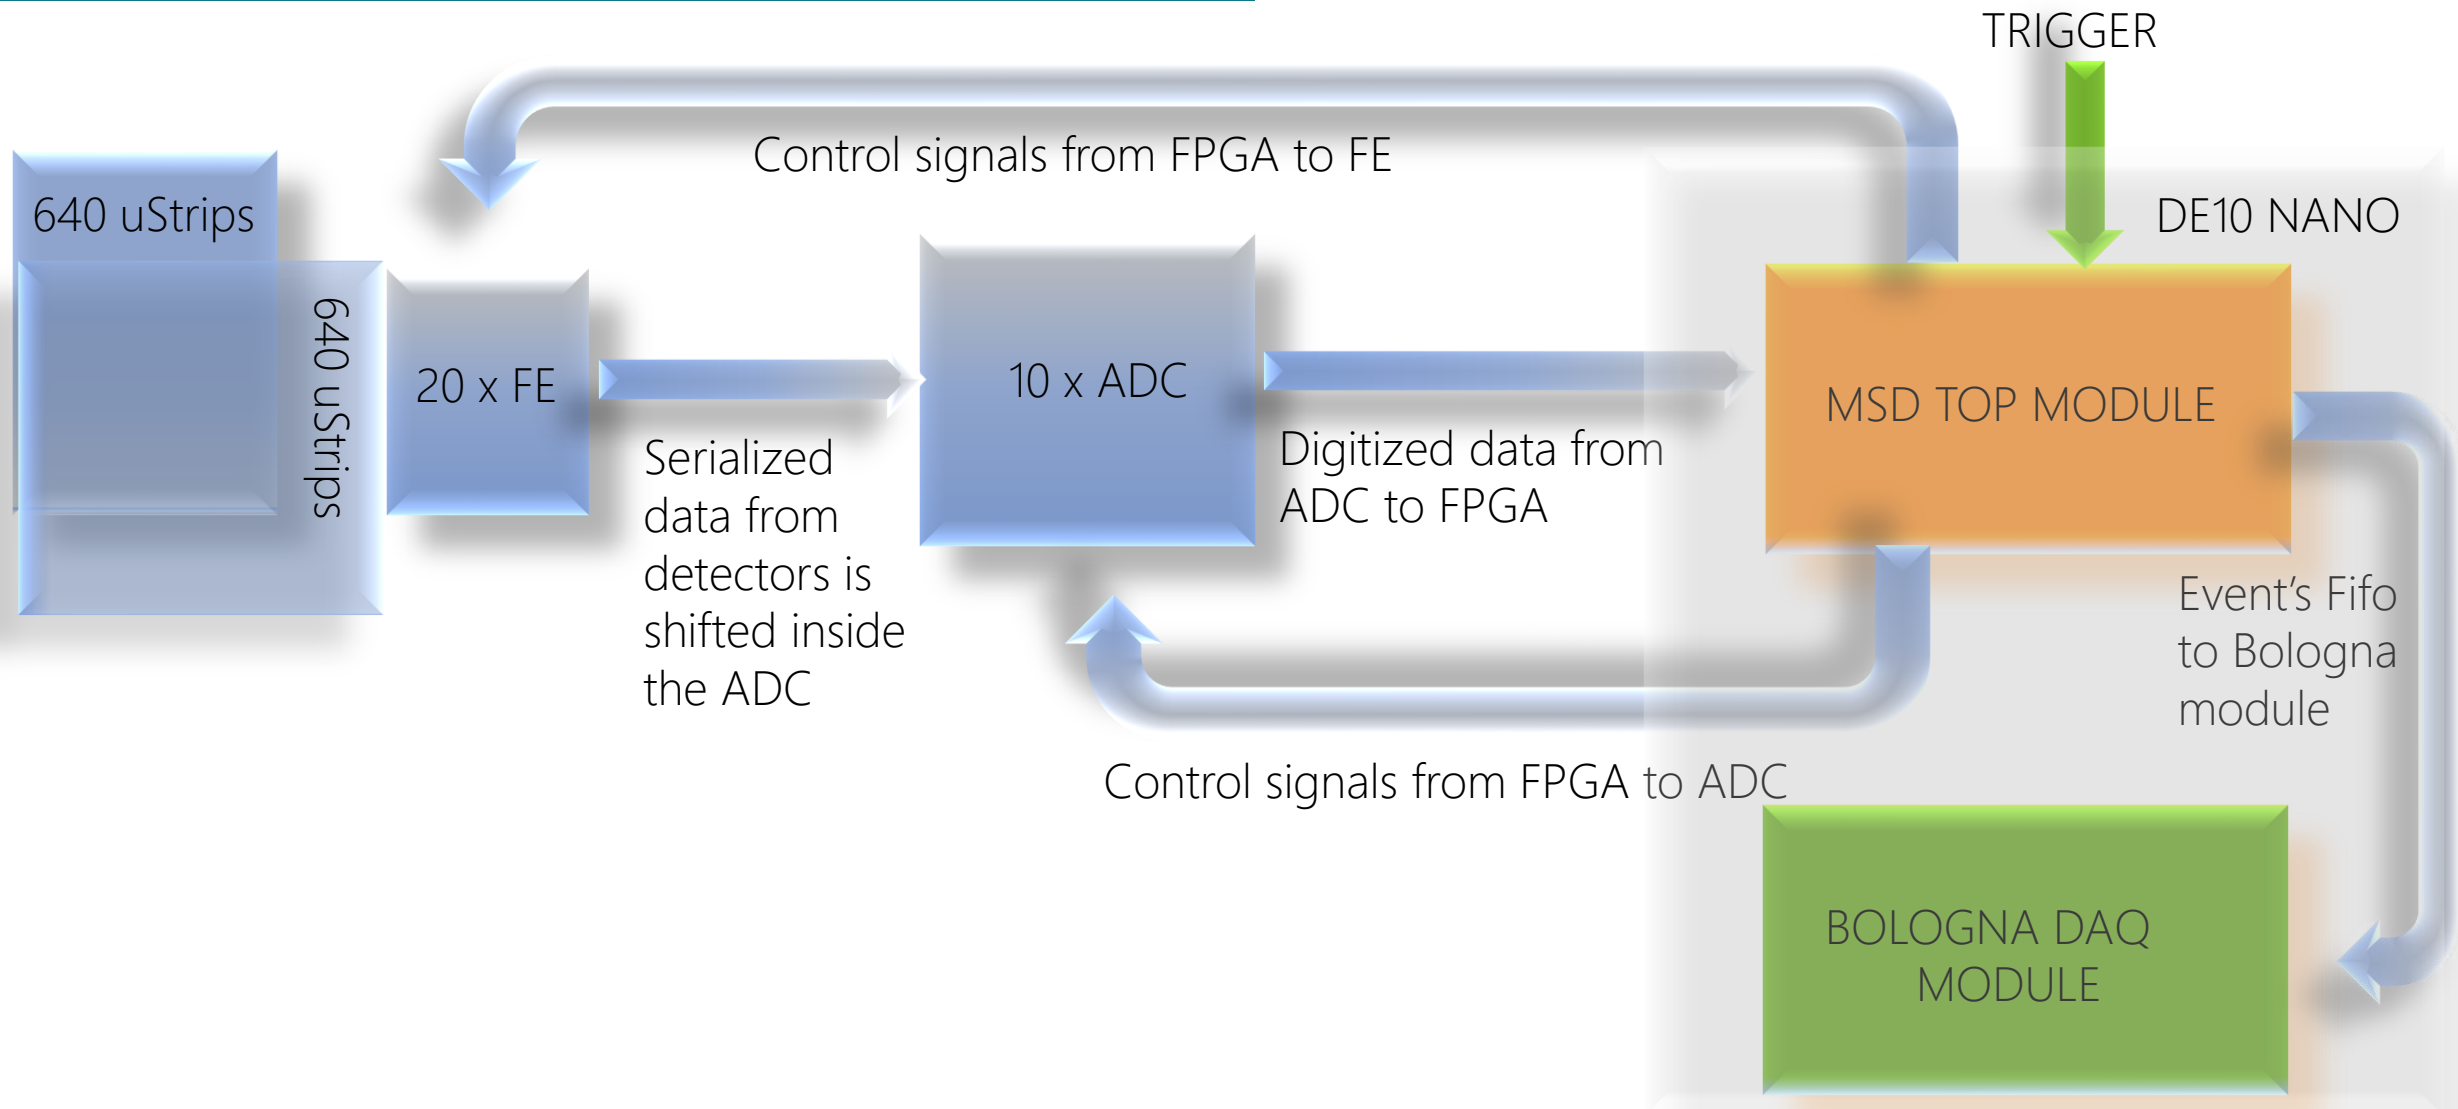 TRIGGER
Control signals from FPGA to FE
640 uStrips
DE10 NANO
640 uStrips
20 x FE
10 x ADC
MSD TOP MODULE
Serialized
data from
detectors is
shifted inside
the ADC
Digitized data from
ADC to FPGA
Event’s Fifo
to Bologna
module
Control signals from FPGA to ADC
BOLOGNA DAQ
MODULE